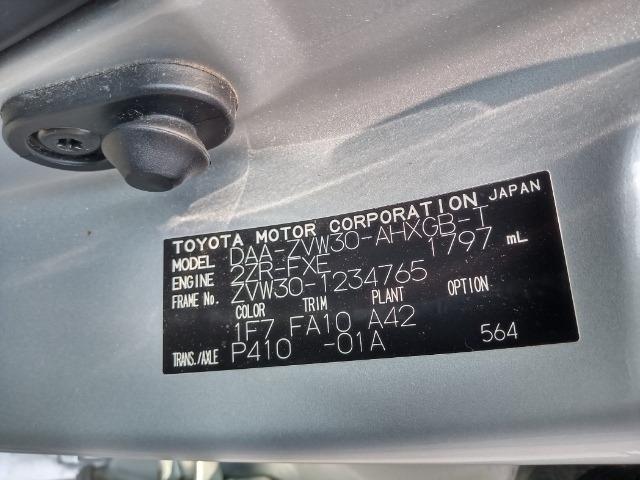 TOYOTA MOTOR CORPORATION JAPAN
MODEL DAA-ZVW30-AHXGB-T
ENGINE 2ZR-FXE 1797 mL
FRAME No. ZVW30-1234765
COLOR TRIM PLANT OPTION
1F7 FA10 A42
TRANS./AXLE P410 -01A 564